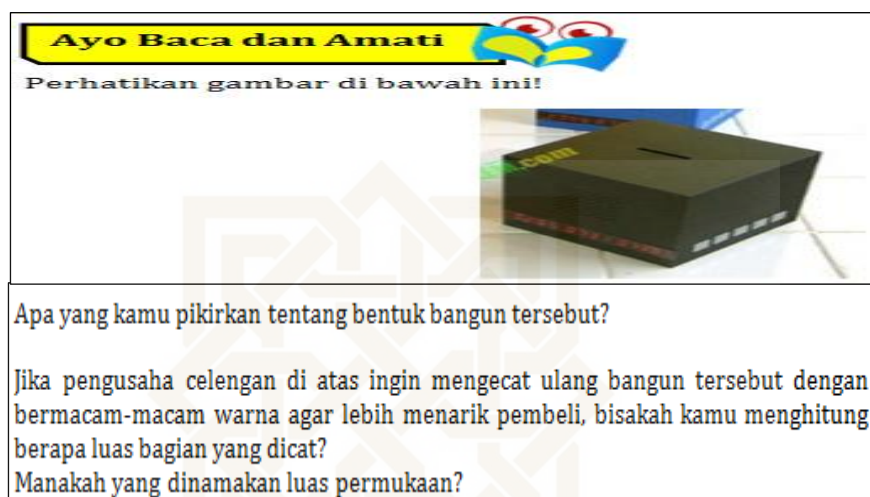 Ayo Baca dan Amati
Perhatikan gambar di bawah ini!
.com
Apa yang kamu pikirkan tentang bentuk bangun tersebut?
Jika pengusaha celengan di atas ingin mengecat ulang bangun tersebut dengan
bermacam-macam warna agar lebih menarik pembeli, bisakah kamu menghitung
berapa luas bagian yang dicat?
Manakah yang dinamakan luas permukaan?